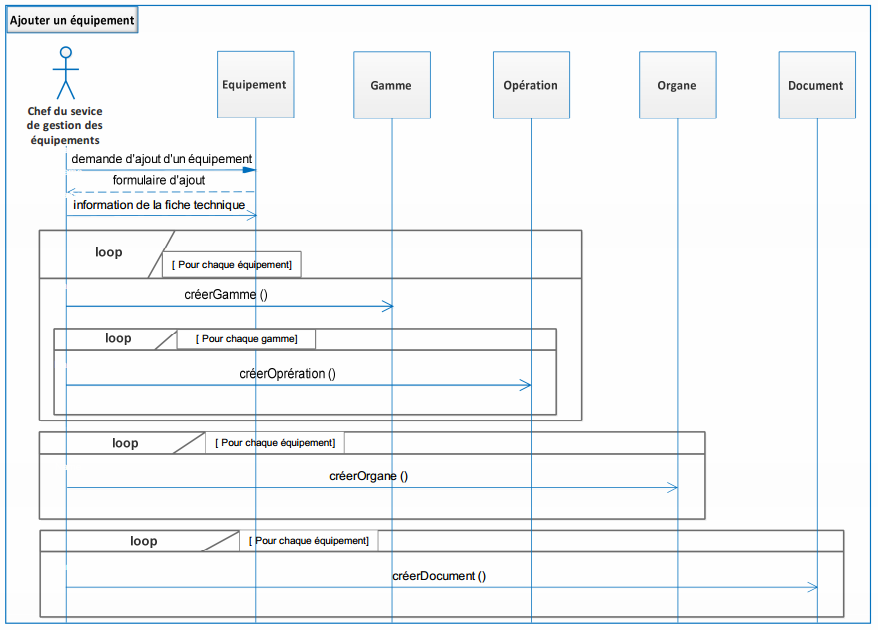 Ajouter un équipement
Chef du sevice
de gestion des
équipements
Equipement
Gamme
Opération
Organe
Document
demande d'ajout d'un équipement
formulaire d'ajout
information de la fiche technique
loop
[ Pour chaque équipement]
créerGamme ()
loop
[ Pour chaque gamme]
créerOprération ()
loop
[ Pour chaque équipement]
créerOrgane ()
loop
[ Pour chaque équipement]
créerDocument ()